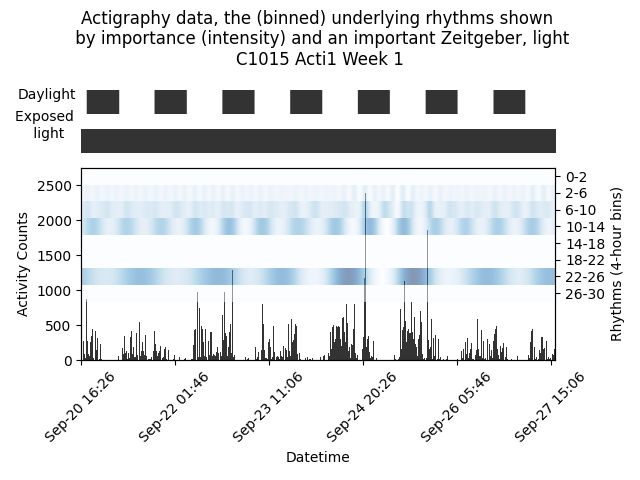 Actigraphy data, the (binned) underlying rhythms shown
by importance (intensity) and an important Zeitgeber, light
C1015 Acti1 Week 1
Daylight
Exposed
light
2500
2000
1500
1000
500
0
Activity Counts
0-2
2-6
6-10
10-14
14-18
18-22
22-26
26-30
Rhythms (4-hour bins)
Sep-20 16:26
Sep-22 01:46
Sep-23 11:06
Sep-24 20:26
Sep-26 05:46
Sep-27 15:06
Datetime